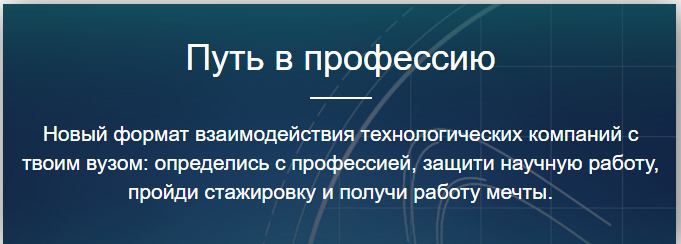 Путь в профессию
Новый формат взаимодействия технологических компаний с
твоим вузом: определись с профессией, защити научную работу,
пройди стажировку и получи работу мечты.